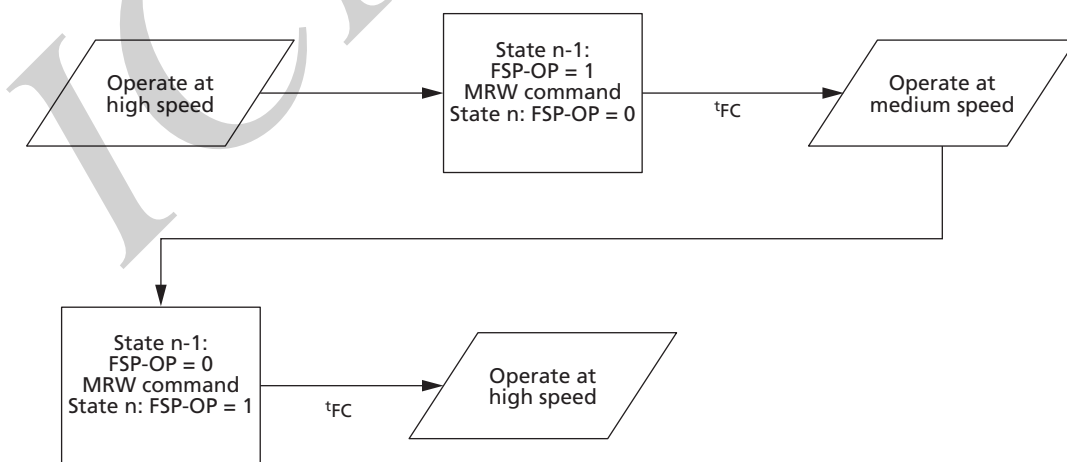 Operate at
high speed
State n-1:
FSP-OP = 1
MRW command
State n: FSP-OP = 0
tFC
Operate at
medium speed
State n-1:
FSP-OP = 0
MRW command
State n: FSP-OP = 1
tFC
Operate at
high speed